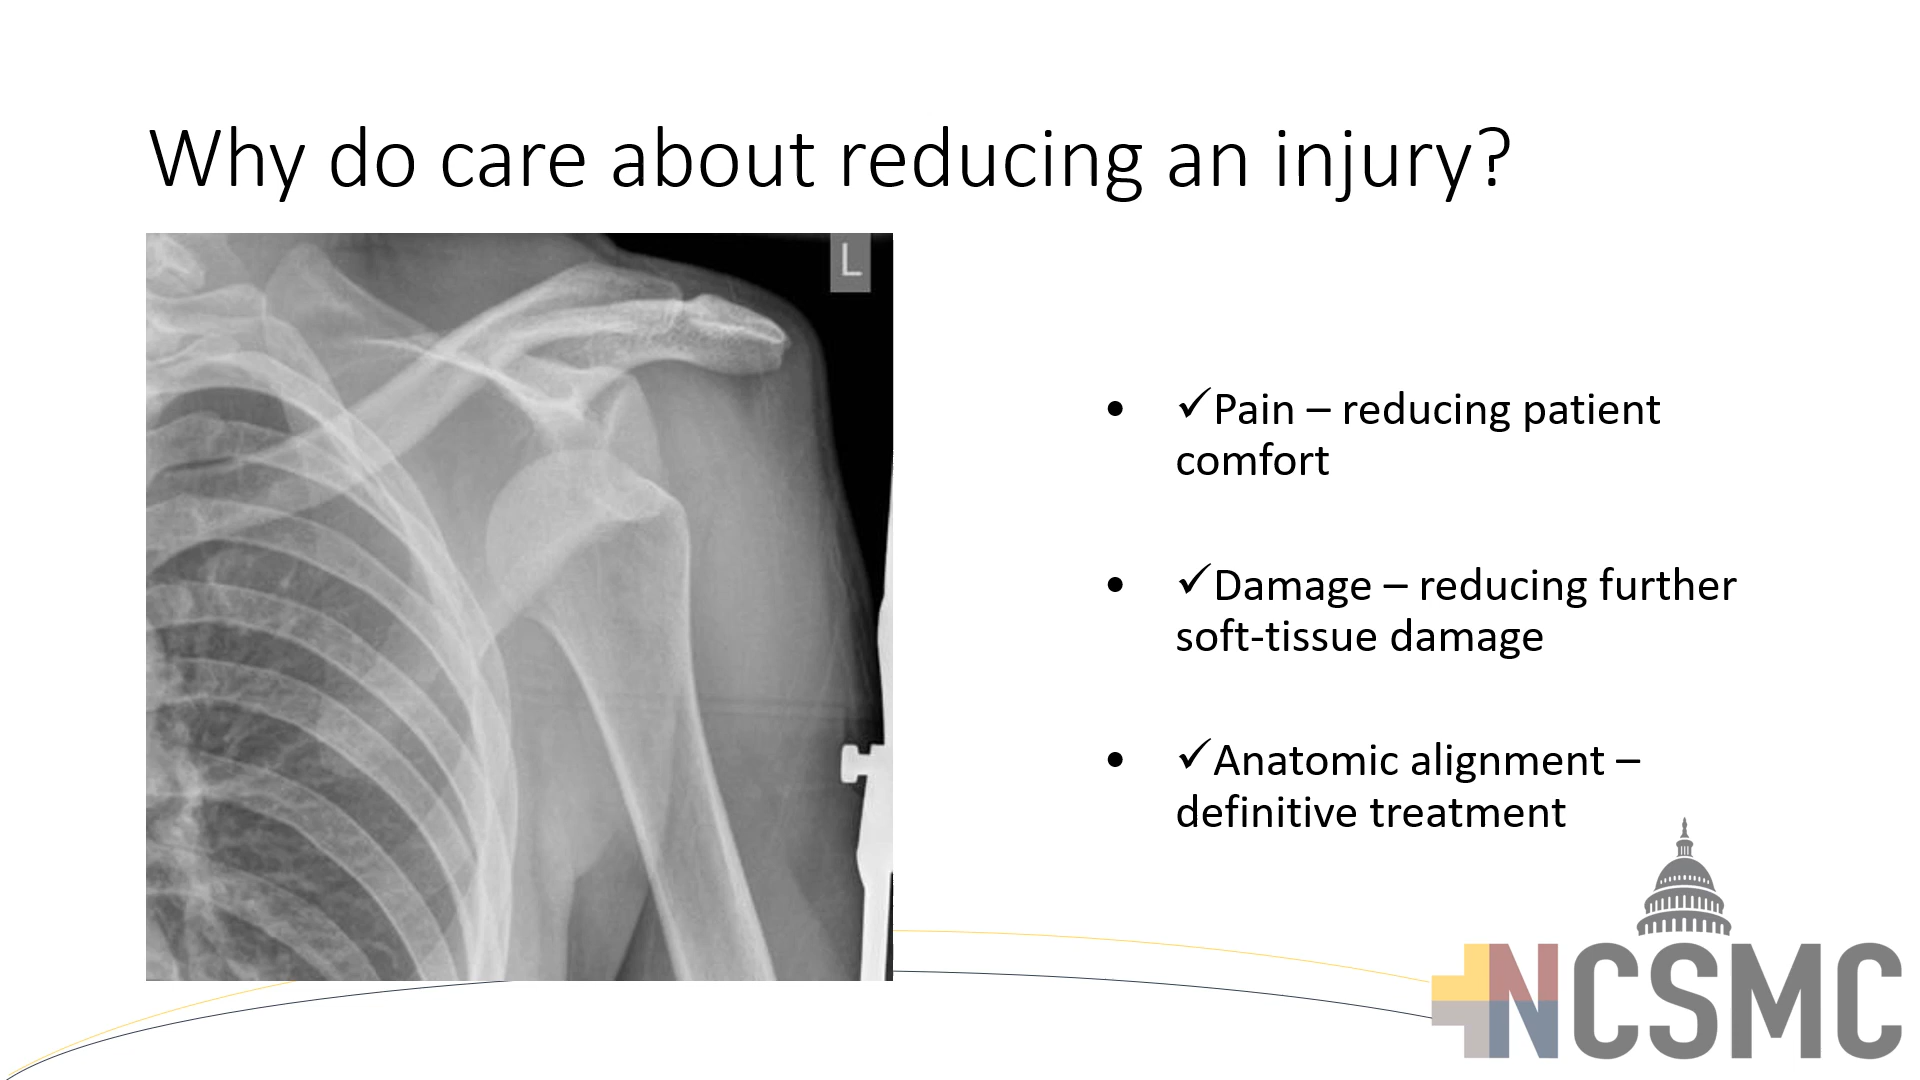 Why do care about reducing an injury?
L
• ✓Pain – reducing patient
comfort
• ✓Damage – reducing further
soft-tissue damage
• ✓Anatomic alignment –
definitive treatment
NCSMC